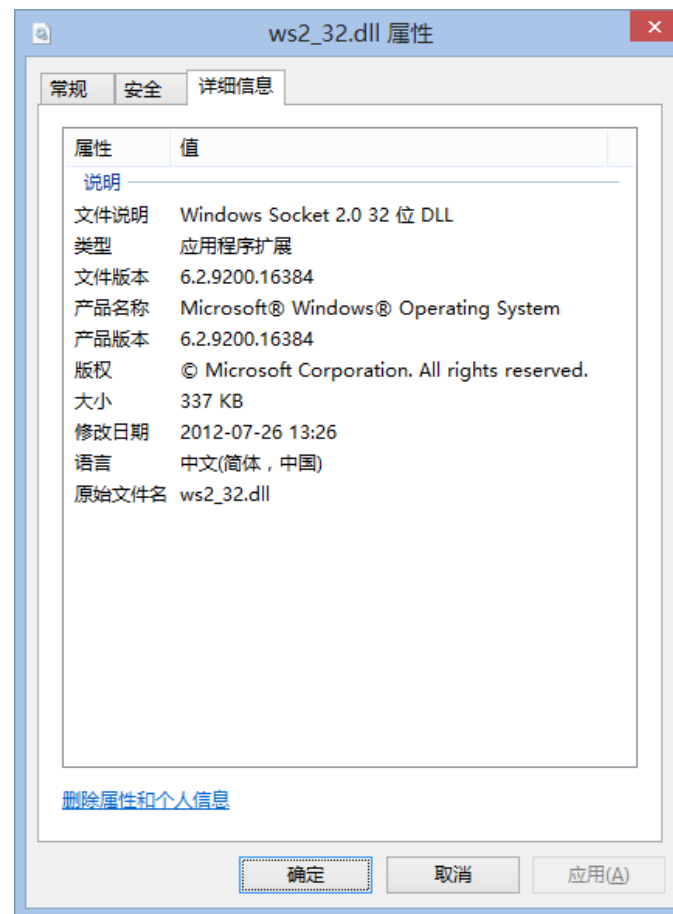 ws2_32.dll 属性
常规 安全 详细信息
属性 值
说明
文件说明 Windows Socket 2.0 32 位 DLL
类型 应用程序扩展
文件版本 6.2.9200.16384
产品名称 Microsoft® Windows® Operating System
产品版本 6.2.9200.16384
版权 © Microsoft Corporation. All rights reserved.
大小 337 KB
修改日期 2012-07-26 13:26
语言 中文(简体，中国)
原始文件名 ws2_32.dll
删除属性和个人信息
确定 取消 应用(A)